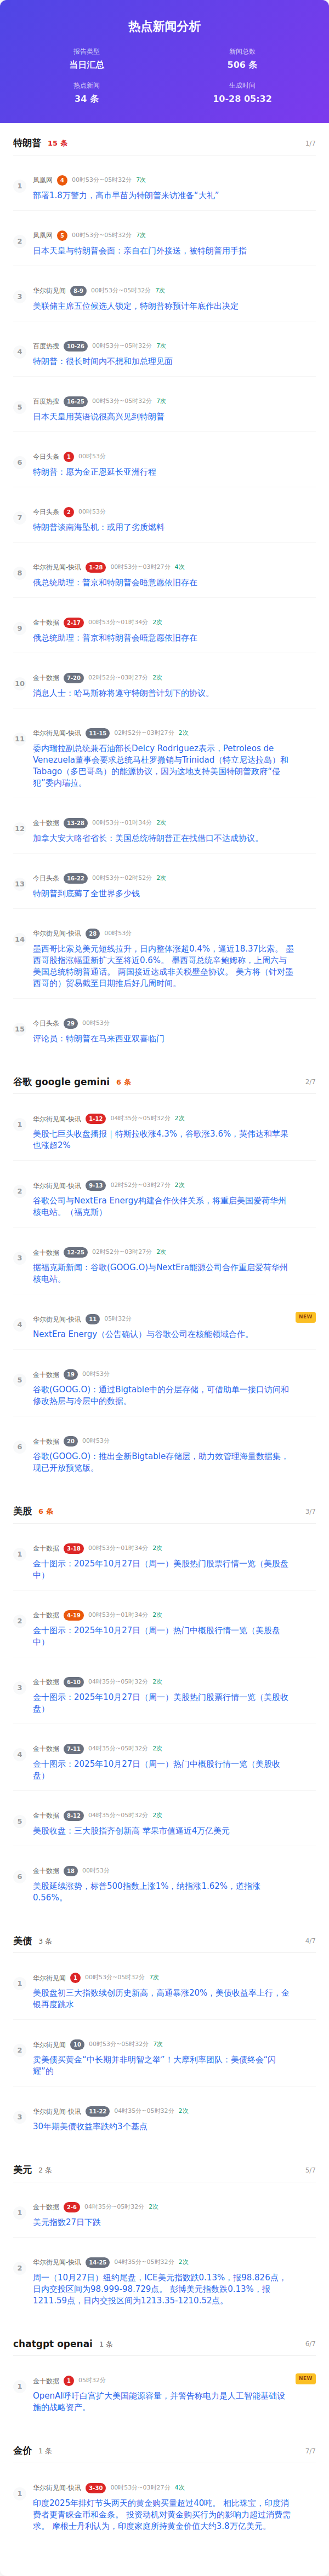 热点新闻分析
报告类型
当日汇总
新闻总数
506 条
热点新闻
34 条
生成时间
10-28 05:32
特朗普 15 条 1/7
1
凤凰网 4 00时53分~05时32分 7次
部署1.8万警力，高市早苗为特朗普来访准备“大礼”
2
凤凰网 5 00时53分~05时32分 7次
日本天皇与特朗普会面：亲自在门外接送，被特朗普用手指
3
华尔街见闻 8-9 00时53分~05时32分 7次
美联储主席五位候选人锁定，特朗普称预计年底作出决定
4
百度热搜 10-26 00时53分~05时32分 7次
特朗普：很长时间内不想和加总理见面
5
百度热搜 16-25 00时53分~05时32分 7次
日本天皇用英语说很高兴见到特朗普
6
今日头条 1 00时53分
特朗普：愿为金正恩延长亚洲行程
7
今日头条 2 00时53分
特朗普谈南海坠机：或用了劣质燃料
8
华尔街见闻-快讯 1-28 00时53分~03时27分 4次
俄总统助理：普京和特朗普会晤意愿依旧存在
9
金十数据 2-17 00时53分~01时34分 2次
俄总统助理：普京和特朗普会晤意愿依旧存在
10
金十数据 7-20 02时52分~03时27分 2次
消息人士：哈马斯称将遵守特朗普计划下的协议。
11
华尔街见闻-快讯 11-15 02时52分~03时27分 2次
委内瑞拉副总统兼石油部长Delcy Rodriguez表示，Petroleos de
Venezuela董事会要求总统马杜罗撤销与Trinidad（特立尼达拉岛）和
Tabago（多巴哥岛）的能源协议，因为这地支持美国特朗普政府“侵
犯”委内瑞拉。
12
金十数据 13-28 00时53分~01时34分 2次
加拿大安大略省省长：美国总统特朗普正在找借口不达成协议。
13
今日头条 16-22 00时53分~02时52分 2次
特朗普到底薅了全世界多少钱
14
华尔街见闻-快讯 28 00时53分
墨西哥比索兑美元短线拉升，日内整体涨超0.4%，逼近18.37比索。 墨
西哥股指涨幅重新扩大至将近0.6%。 墨西哥总统辛鲍姆称，上周六与
美国总统特朗普通话。 两国接近达成非关税壁垒协议。 美方将（针对墨
西哥的）贸易截至日期推后好几周时间。
15
今日头条 29 00时53分
评论员：特朗普在马来西亚双喜临门
谷歌 google gemini 6 条 2/7
1
华尔街见闻-快讯 1-12 04时35分~05时32分 2次
美股七巨头收盘播报｜特斯拉收涨4.3%，谷歌涨3.6%，英伟达和苹果
也涨超2%
2
华尔街见闻-快讯 9-13 02时52分~03时27分 2次
谷歌公司与NextEra Energy构建合作伙伴关系，将重启美国爱荷华州
核电站。（福克斯）
3
金十数据 12-25 02时52分~03时27分 2次
据福克斯新闻：谷歌(GOOG.O)与NextEra能源公司合作重启爱荷华州
核电站。
4
华尔街见闻-快讯 11 05时32分 NEW
NextEra Energy（公告确认）与谷歌公司在核能领域合作。
5
金十数据 19 00时53分
谷歌(GOOG.O)：通过Bigtable中的分层存储，可借助单一接口访问和
修改热层与冷层中的数据。
6
金十数据 20 00时53分
谷歌(GOOG.O)：推出全新Bigtable存储层，助力效管理海量数据集，
现已开放预览版。
美股 6 条 3/7
1
金十数据 3-18 00时53分~01时34分 2次
金十图示：2025年10月27日（周一）美股热门股票行情一览（美股盘
中）
2
金十数据 4-19 00时53分~01时34分 2次
金十图示：2025年10月27日（周一）热门中概股行情一览（美股盘
中）
3
金十数据 6-10 04时35分~05时32分 2次
金十图示：2025年10月27日（周一）美股热门股票行情一览（美股收
盘）
4
金十数据 7-11 04时35分~05时32分 2次
金十图示：2025年10月27日（周一）热门中概股行情一览（美股收
盘）
5
金十数据 8-12 04时35分~05时32分 2次
美股收盘：三大股指齐创新高 苹果市值逼近4万亿美元
6
金十数据 18 00时53分
美股延续涨势，标普500指数上涨1%，纳指涨1.62%，道指涨
0.56%。
美债 3 条 4/7
1
华尔街见闻 1 00时53分~05时32分 7次
美股盘初三大指数续创历史新高，高通暴涨20%，美债收益率上行，金
银再度跳水
2
华尔街见闻 10 00时53分~05时32分 7次
卖美债买黄金“中长期并非明智之举”！大摩利率团队：美债终会“闪
耀”的
3
华尔街见闻-快讯 11-22 04时35分~05时32分 2次
30年期美债收益率跌约3个基点
美元 2 条 5/7
1
金十数据 2-6 04时35分~05时32分 2次
美元指数27日下跌
2
华尔街见闻-快讯 14-25 04时35分~05时32分 2次
周一（10月27日）纽约尾盘，ICE美元指数跌0.13%，报98.826点，
日内交投区间为98.999-98.729点。 彭博美元指数跌0.13%，报
1211.59点，日内交投区间为1213.35-1210.52点。
chatgpt openai 1 条 6/7
1
金十数据 1 05时32分 NEW
OpenAI呼吁白宫扩大美国能源容量，并警告称电力是人工智能基础设
施的战略资产。
金价 1 条 7/7
1
华尔街见闻-快讯 3-30 00时53分~03时27分 4次
印度2025年排灯节头两天的黄金购买量超过40吨。 相比珠宝，印度消
费者更青睐金币和金条。 投资动机对黄金购买行为的影响力超过消费需
求。 摩根士丹利认为，印度家庭所持黄金价值大约3.8万亿美元。